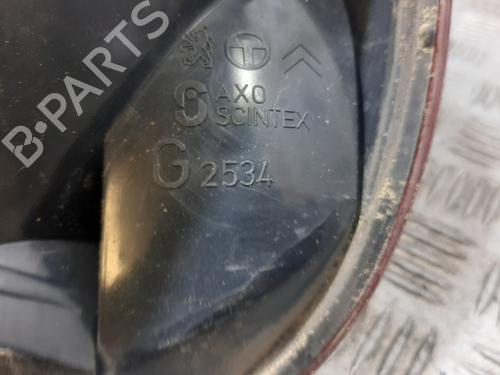 S AXO
SCINTEX
G 2534
B-PARTS